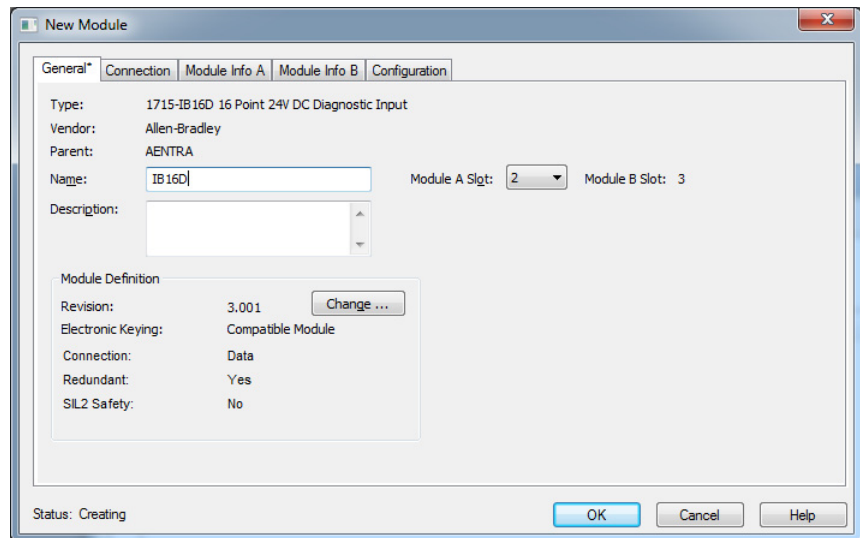 New Module
General* Connection Module Info A Module Info B Configuration
Type: 1715-IB16D 16 Point 24V DC Diagnostic Input
Vendor: Allen-Bradley
Parent: AENTRA
Name: IB16D Module A Slot: 2 Module B Slot: 3
Description:
Module Definition
Revision: 3.001 Change ...
Electronic Keying: Compatible Module
Connection: Data
Redundant: Yes
SIL2 Safety: No
Status: Creating OK Cancel Help